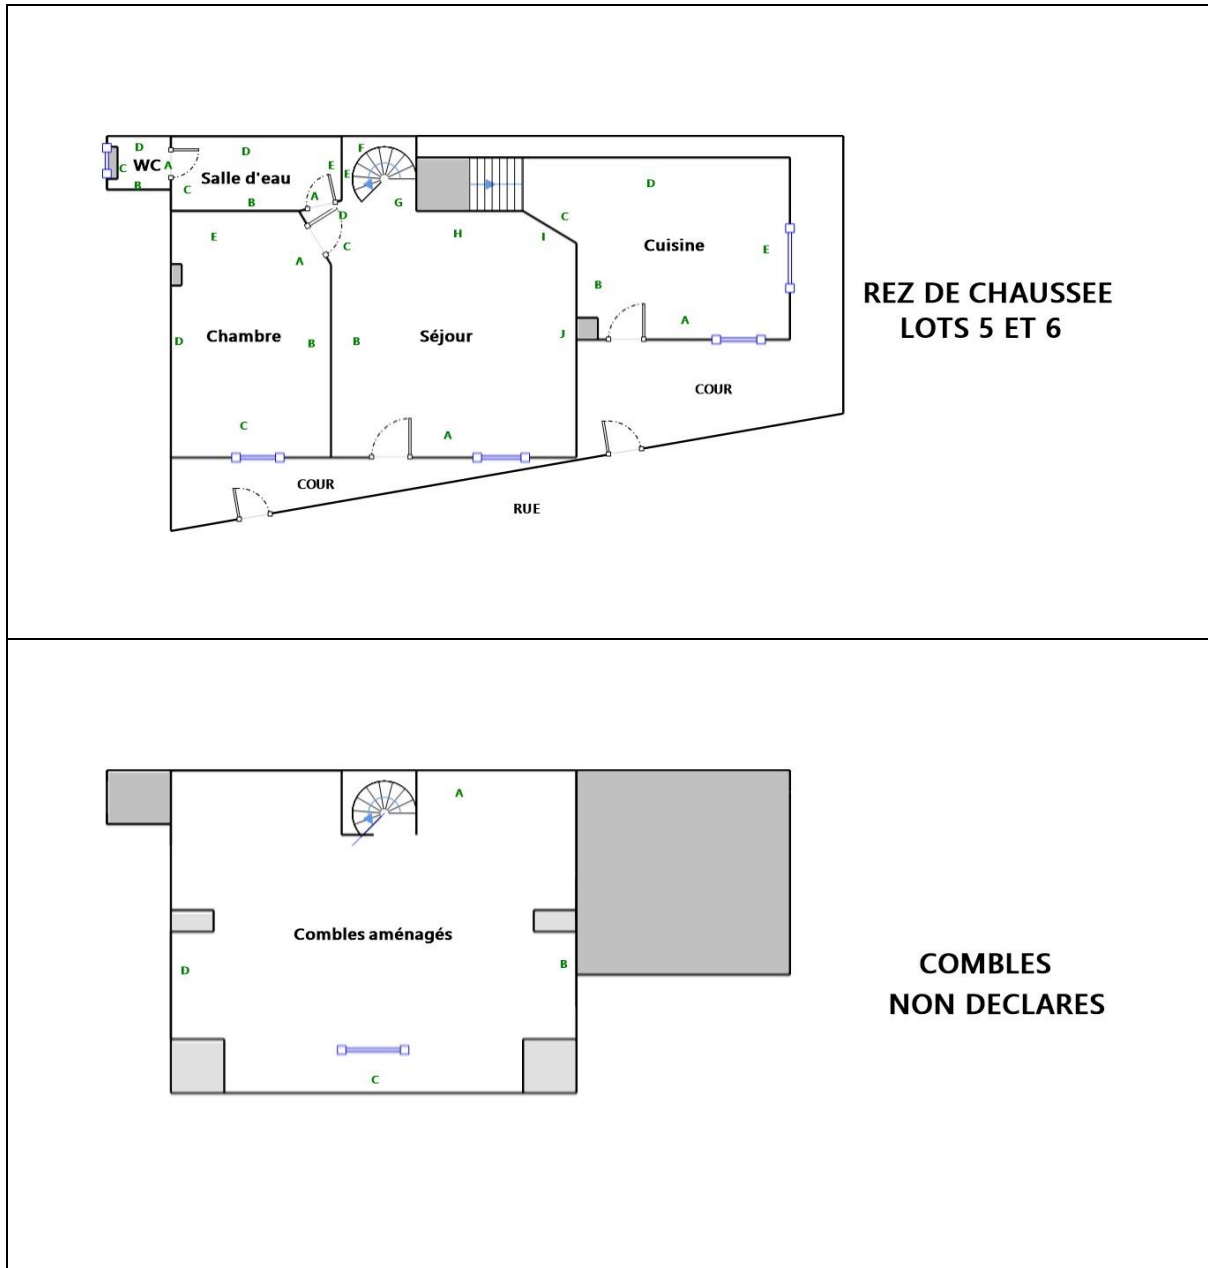 D
WC
C
A
B
D
Salle d'eau
C
B
E
A
F
E
G
D
C
H
I
C
D
Cuisine
E
B
A
E
A
Chambre
D
B
C
B
Séjour
J
A
COUR
COUR
RUE
REZ DE CHAUSSEE
LOTS 5 ET 6
A
Combles aménagés
D
B
C
COMBLES
NON DECLARES